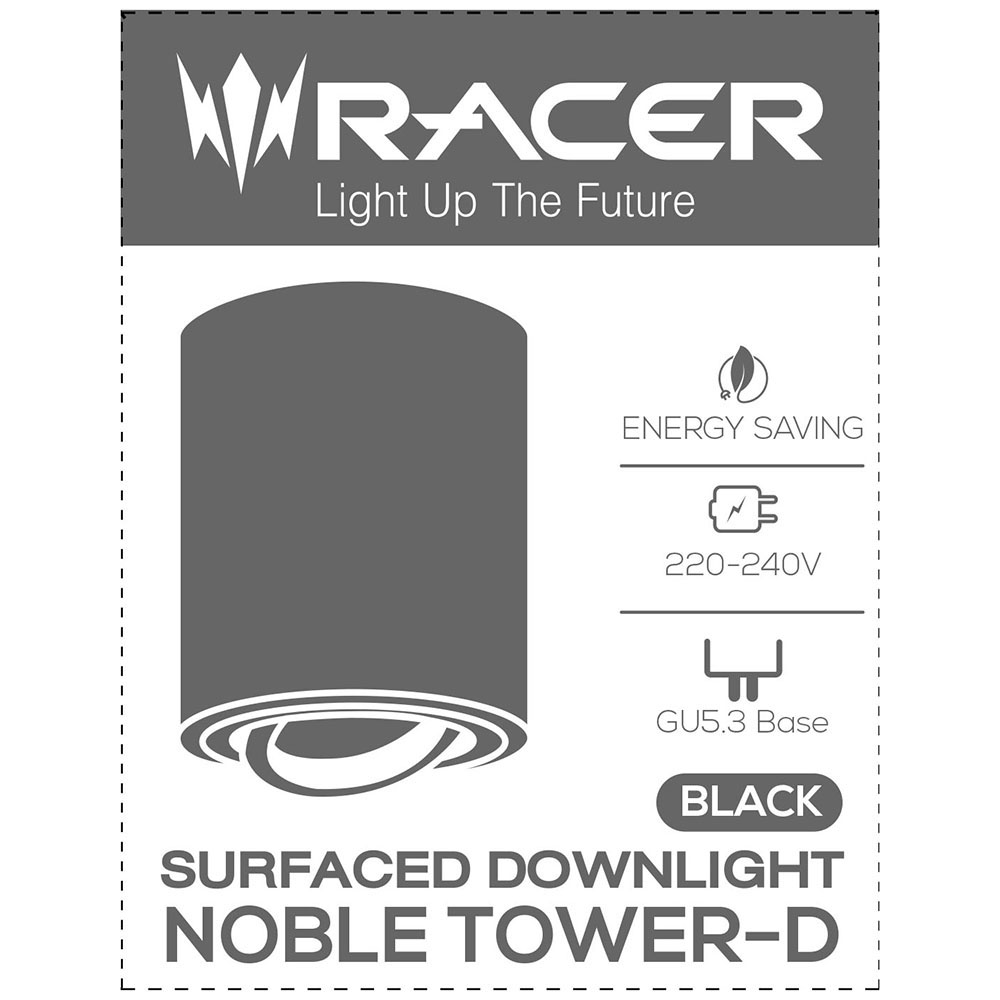 RACER
Light Up The Future
ENERGY SAVING
220-240V
GU5.3 Base
BLACK
SURFACED DOWNLIGHT
NOBLE TOWER-D